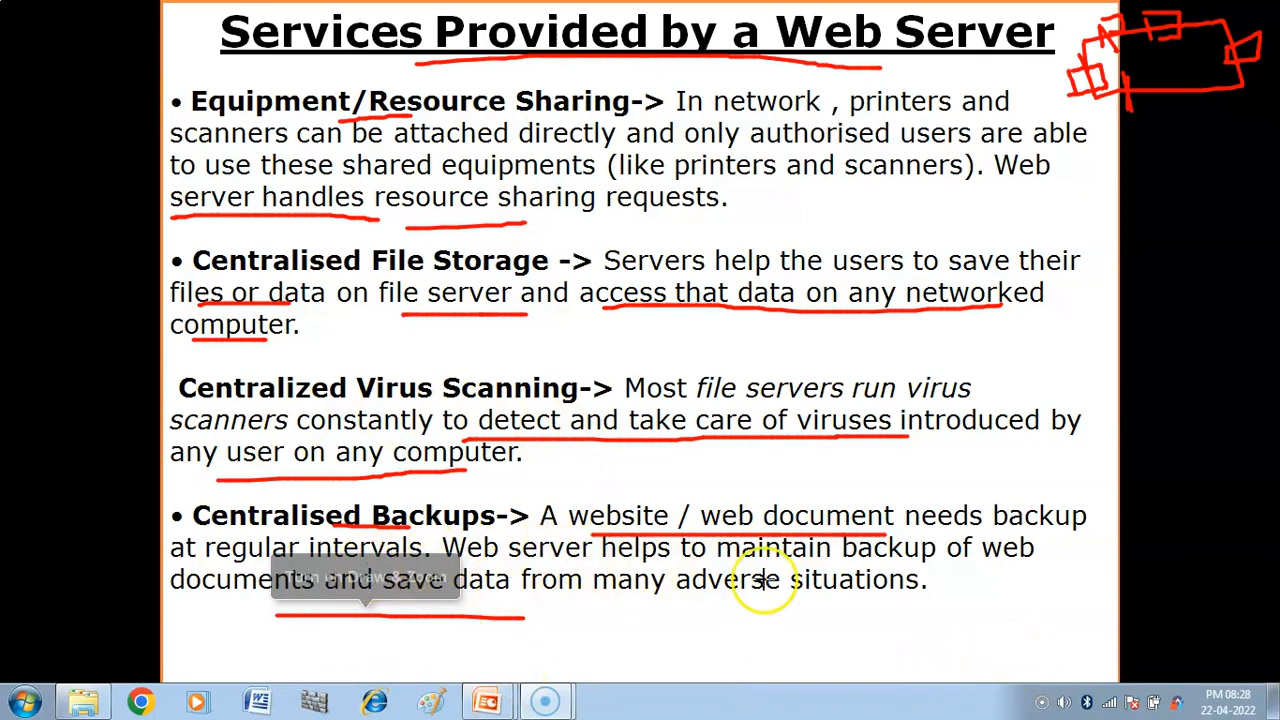 Services Provided by a Web Server
• Equipment/Resource Sharing-> In network , printers and
scanners can be attached directly and only authorised users are able
to use these shared equipments (like printers and scanners). Web
server handles resource sharing requests.
• Centralised File Storage -> Servers help the users to save their
files or data on file server and access that data on any networked
computer.
Centralized Virus Scanning-> Most file servers run virus
scanners constantly to detect and take care of viruses introduced by
any user on any computer.
• Centralised Backups-> A website / web document needs backup
at regular intervals. Web server helps to maintain backup of web
documents and save data from many adverse situations.
Turn on Draw & Zoom
PM 08:28
22-04-2022